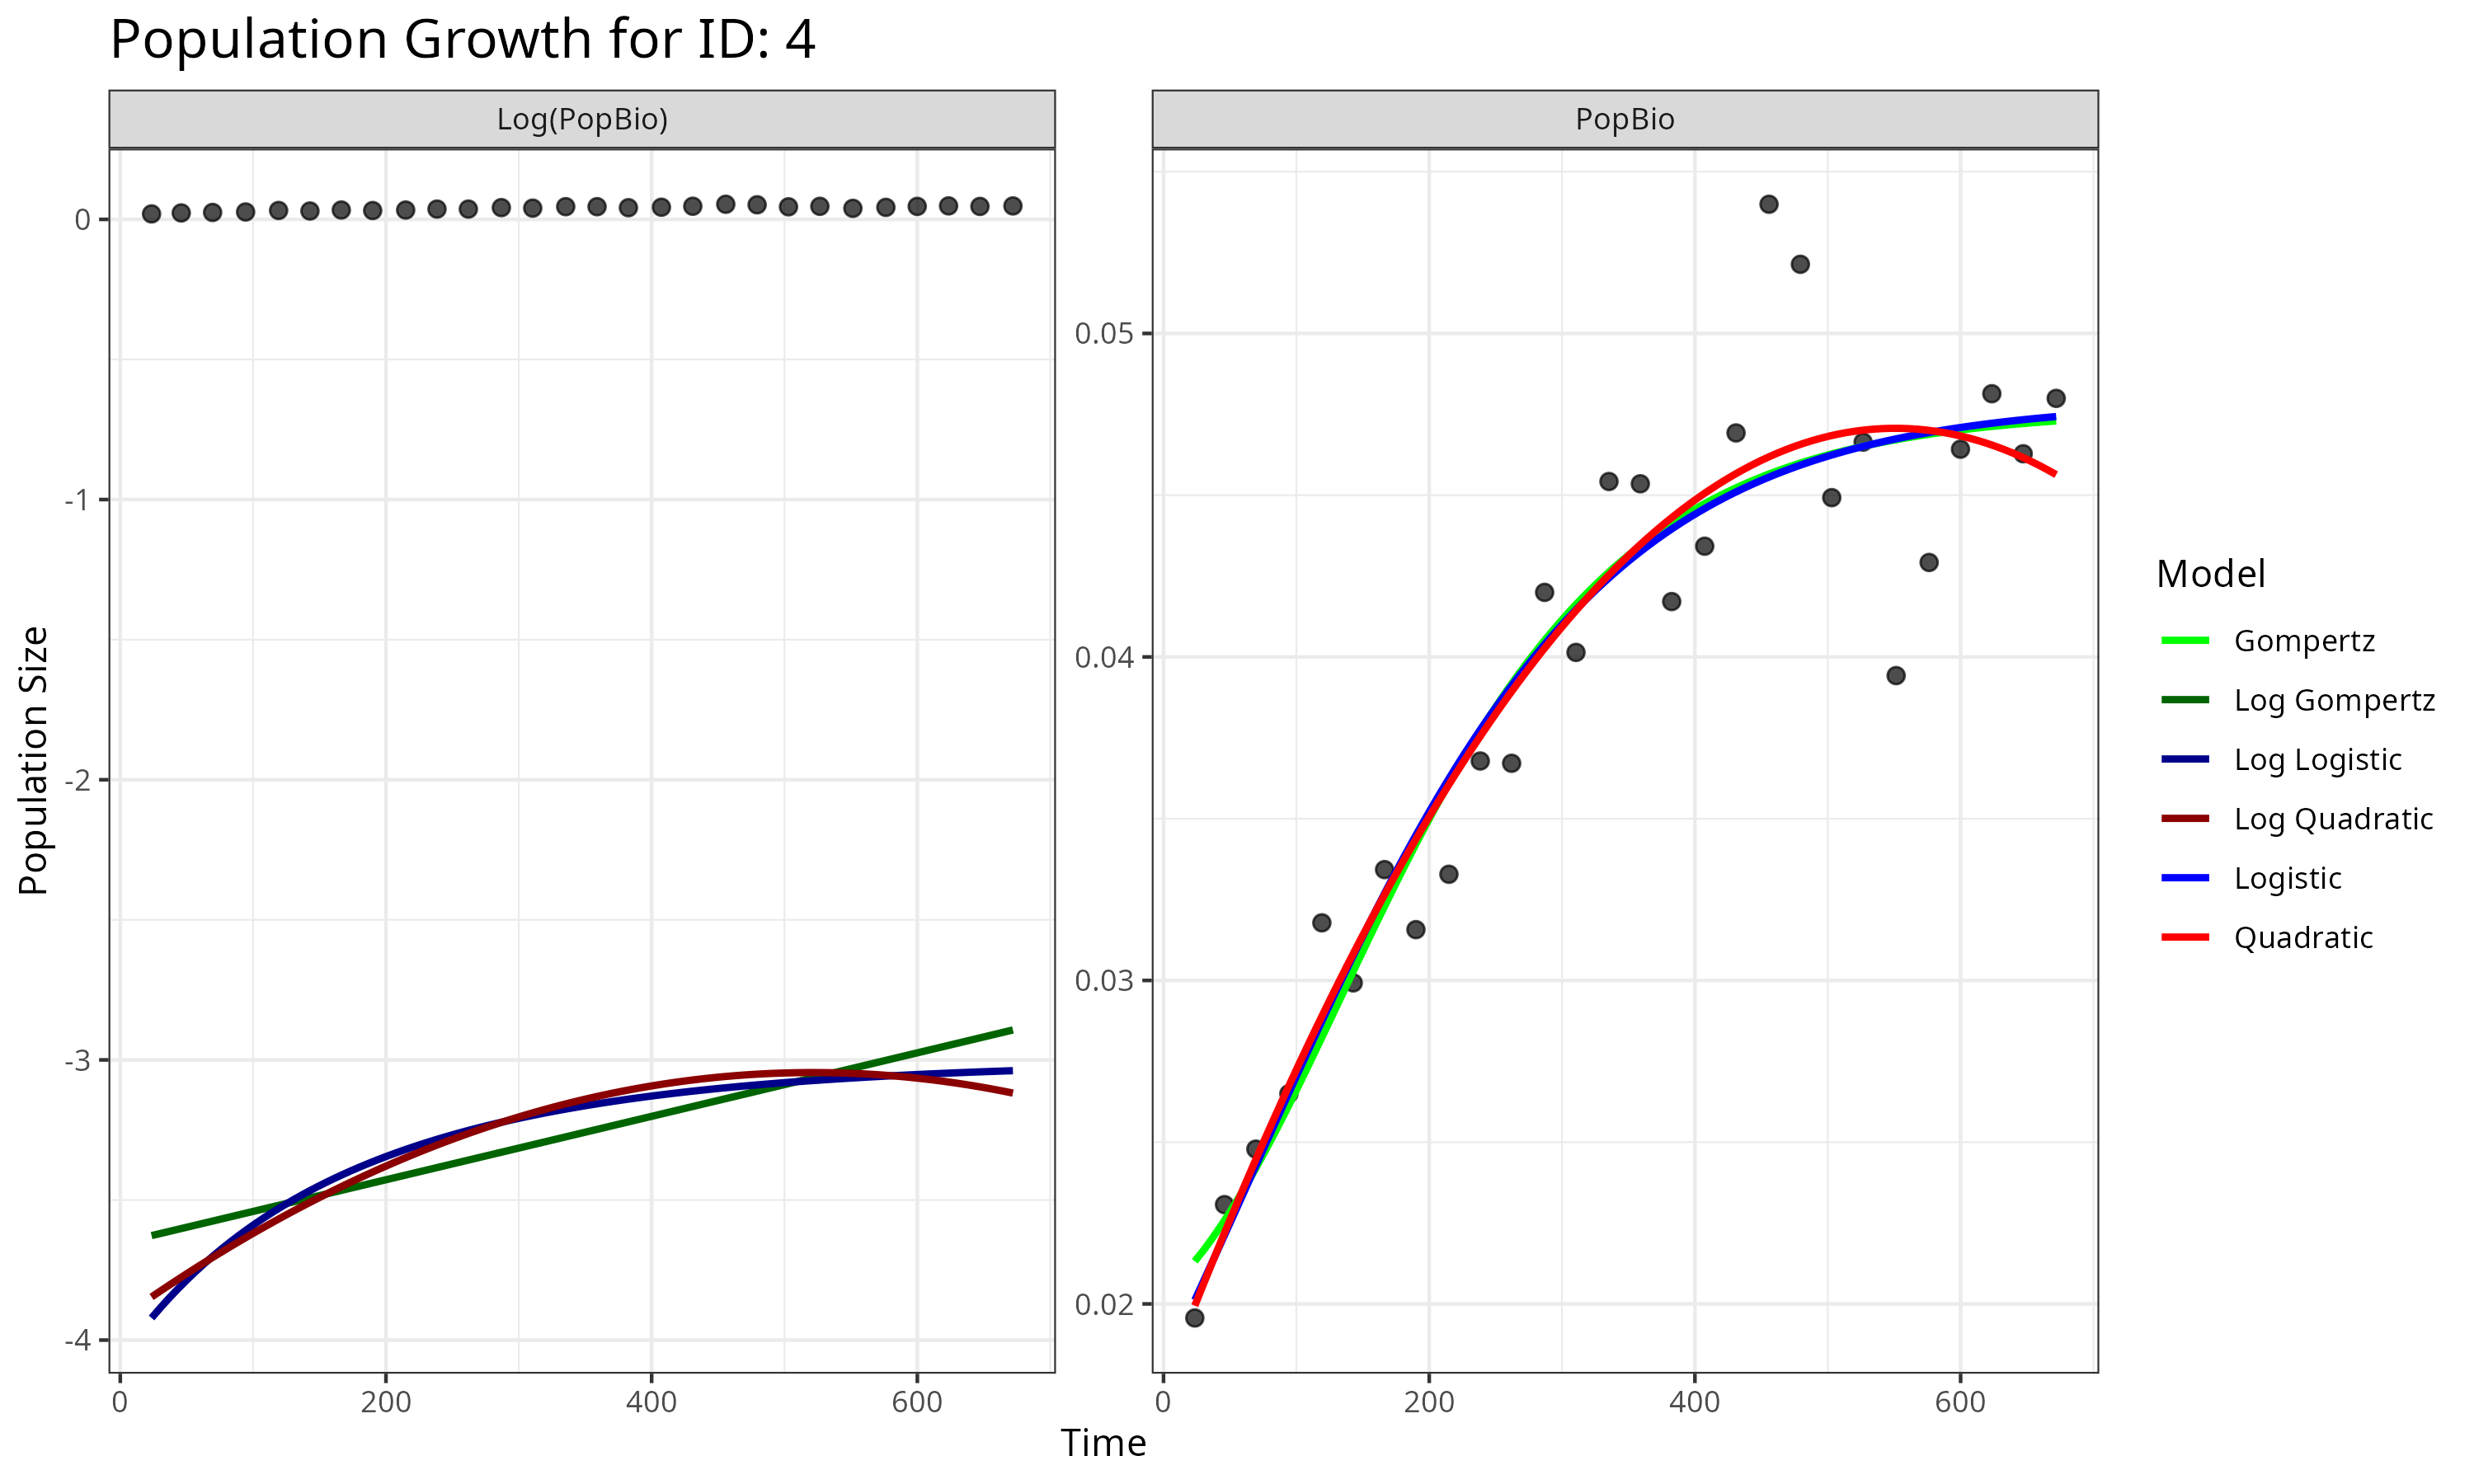 Population Growth for ID: 4
Log(PopBio)
PopBio
Population Size
0
-1
-2
-3
-4
0.05
0.04
0.03
0.02
0 200 400 600
0 200 400 600
Time
Model
Gompertz
Log Gompertz
Log Logistic
Log Quadratic
Logistic
Quadratic